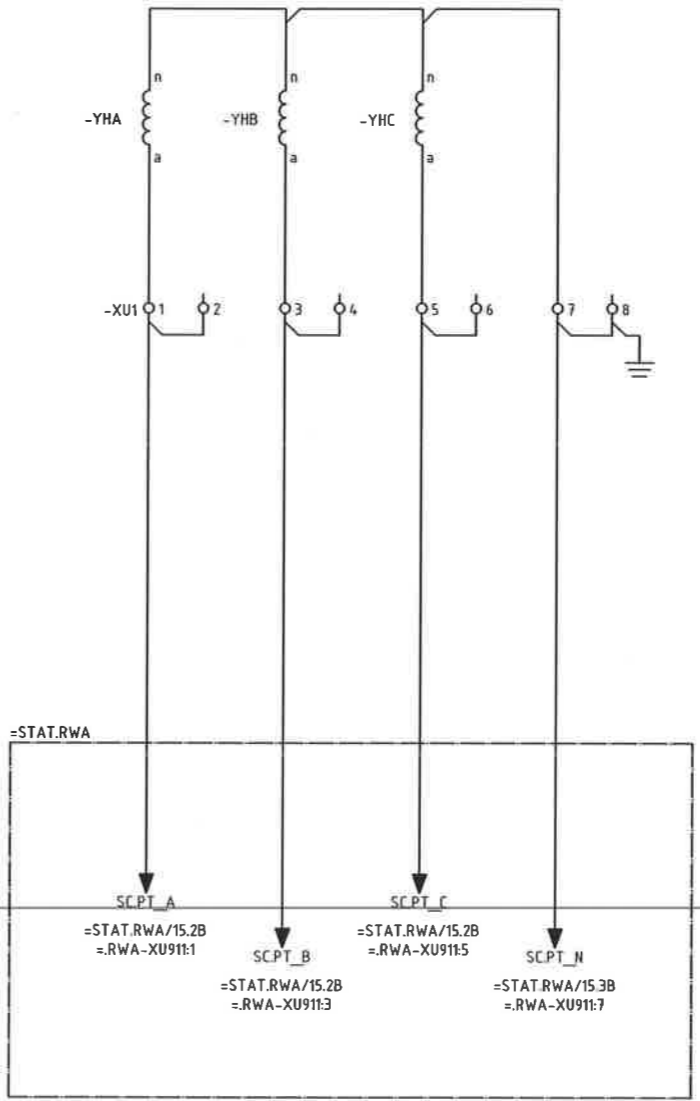 n n n
-YHA -YHB -YHC
a a a
-XU1 1 2 3 4 5 6 7 8
=STAT.RWA
SC.PT_A SC.PT_C
=STAT.RWA/15.2B =STAT.RWA/15.2B
=.RWA-XU911:1 =.RWA-XU911:5
SC.PT_B SC.PT_N
=STAT.RWA/15.2B =STAT.RWA/15.3B
=.RWA-XU911:3 =.RWA-XU911:7